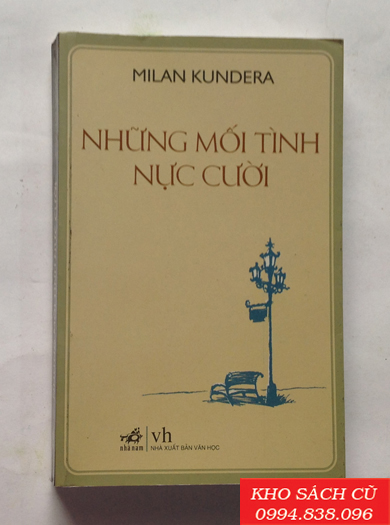 MILAN KUNDERA
NHỮNG MỐI TÌNH
NỰC CƯỜI
nhã nam
vh
NHÀ XUẤT BẢN VĂN HỌC
KHO SÁCH CŨ
0994.838.096